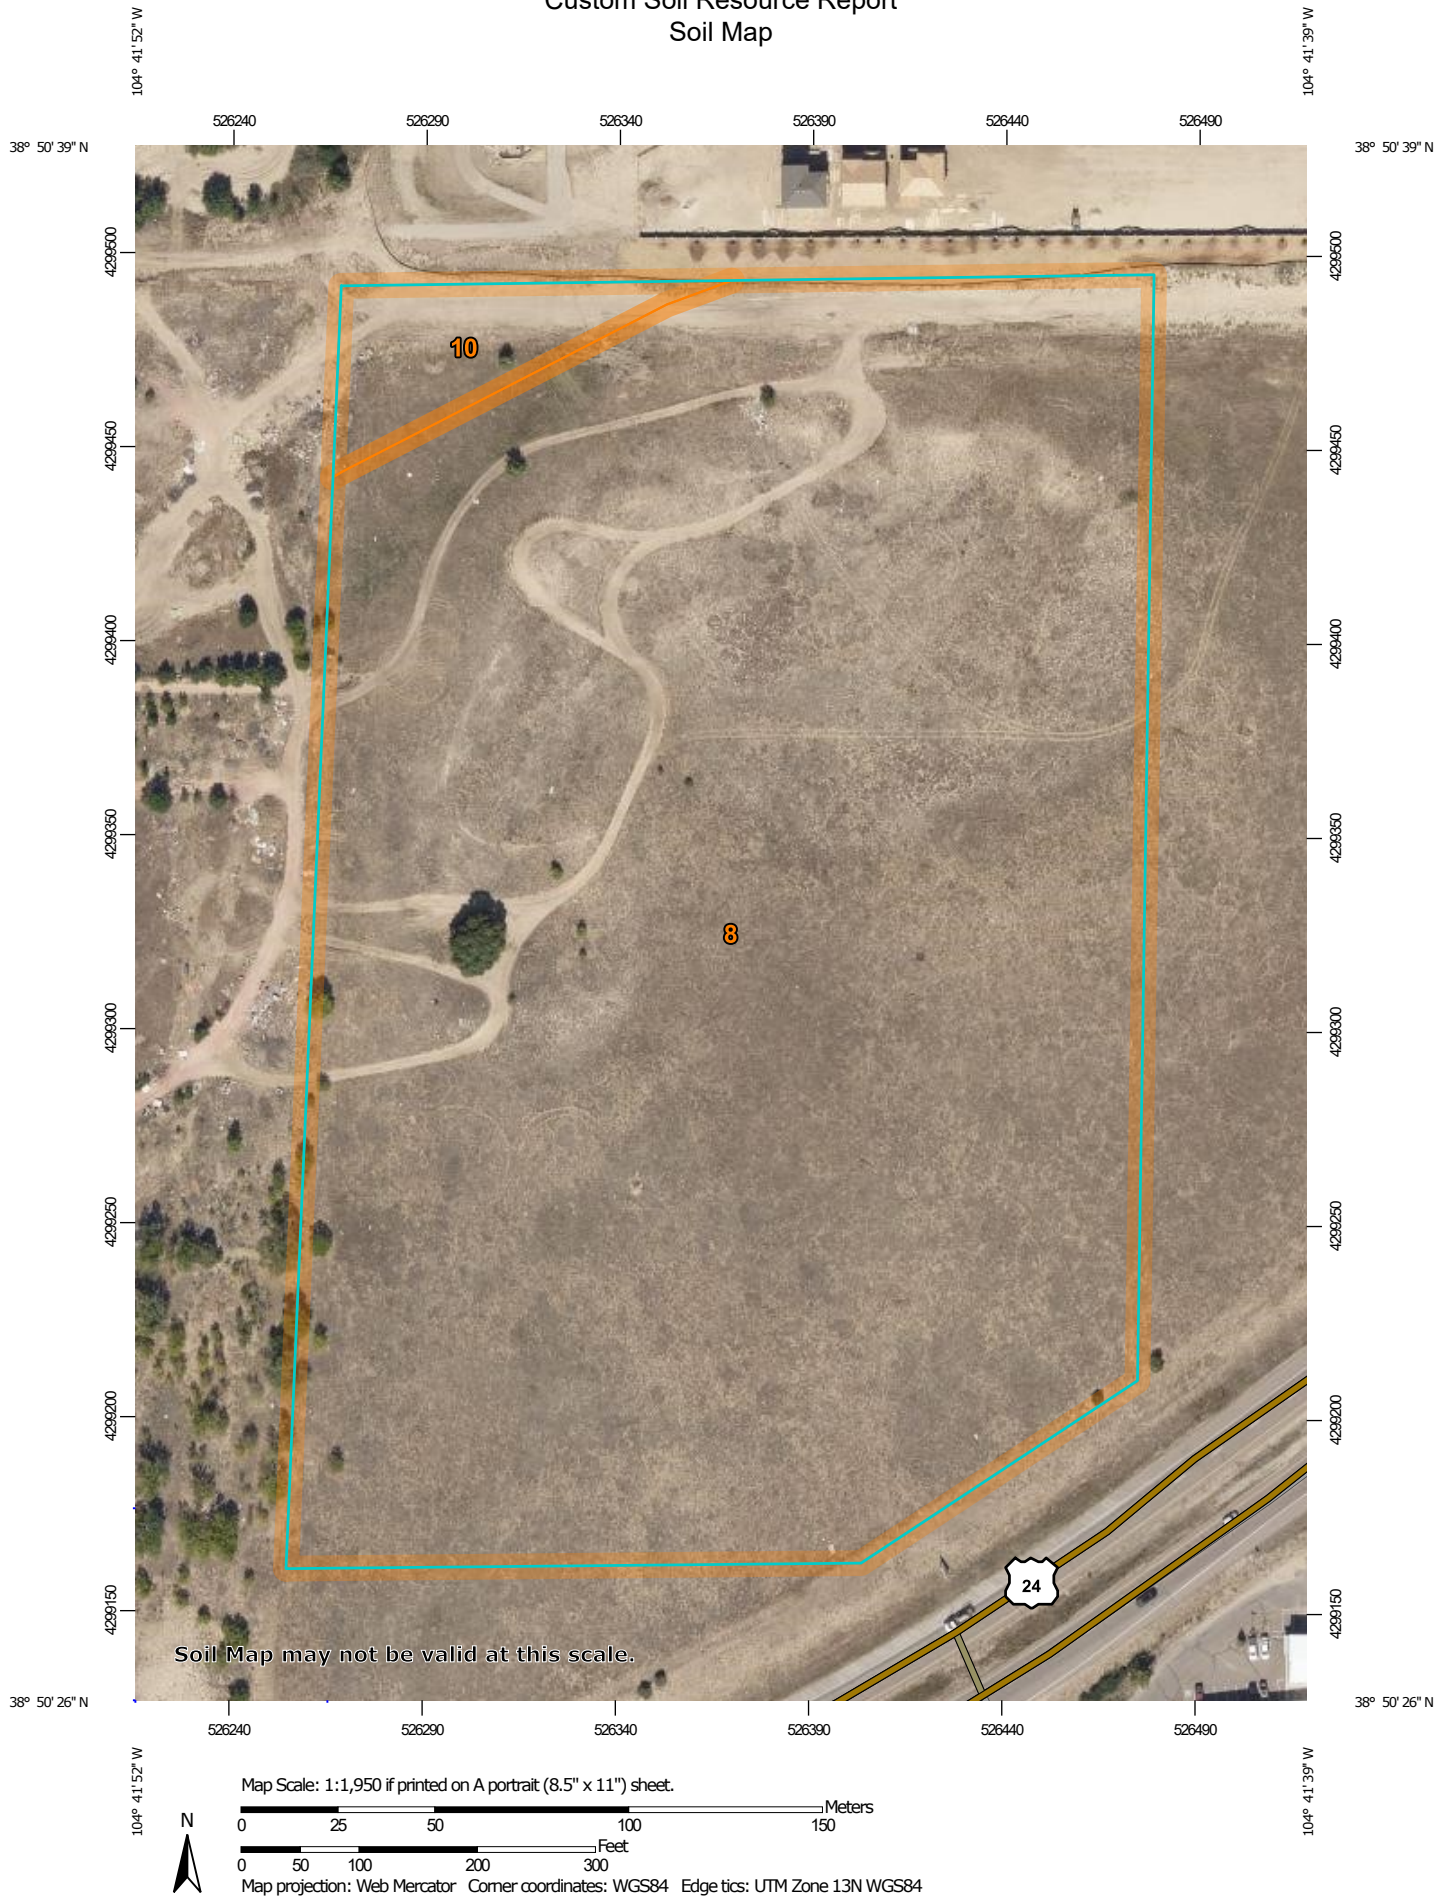 Custom Soil Resource Report
Soil Map
104° 41' 52" W
104° 41' 39" W
526240 526290 526340 526390 526440 526490
38° 50' 39" N
38° 50' 39" N
4299500
4299500
10
4299450
4299450
4299400
4299400
4299350
4299350
8
4299300
4299300
4299250
4299250
4299200
4299200
24
4299150
4299150
Soil Map may not be valid at this scale.
38° 50' 26" N
38° 50' 26" N
526240 526290 526340 526390 526440 526490
104° 41' 52" W
104° 41' 39" W
Map Scale: 1:1,950 if printed on A portrait (8.5" x 11") sheet.
N
Meters
0 25 50 100 150
Feet
0 50 100 200 300
Map projection: Web Mercator Corner coordinates: WGS84 Edge tics: UTM Zone 13N WGS84